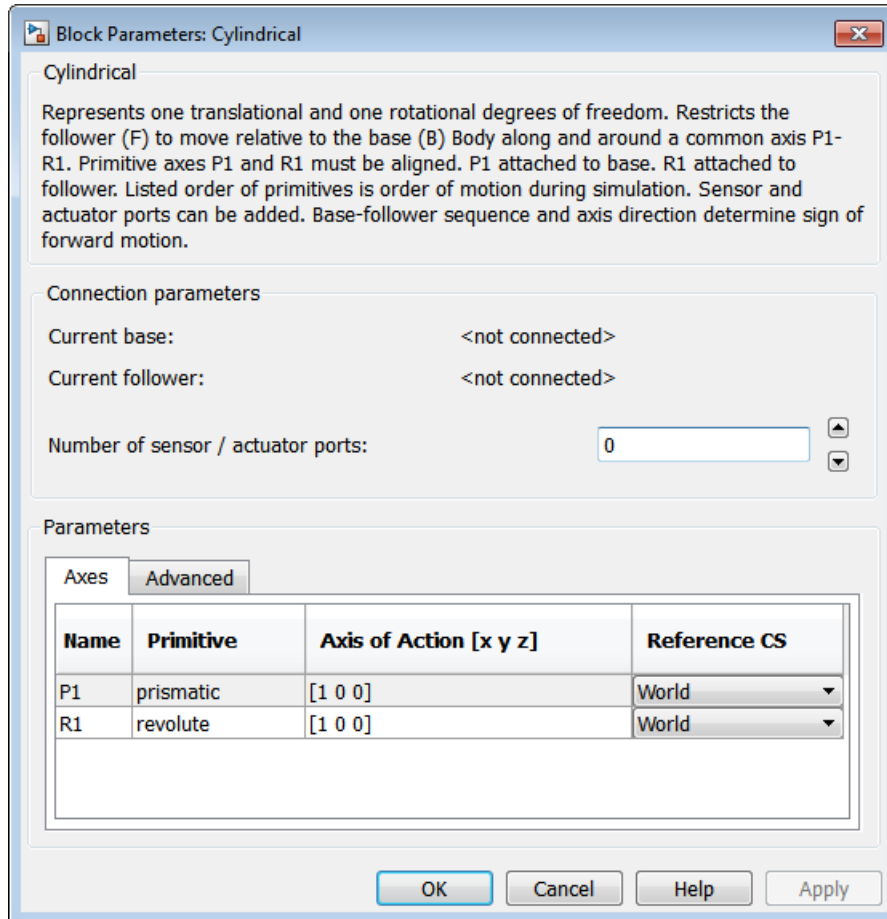 Block Parameters: Cylindrical
Cylindrical
Represents one translational and one rotational degrees of freedom. Restricts the
follower (F) to move relative to the base (B) Body along and around a common axis P1-
R1. Primitive axes P1 and R1 must be aligned. P1 attached to base. R1 attached to
follower. Listed order of primitives is order of motion during simulation. Sensor and
actuator ports can be added. Base-follower sequence and axis direction determine sign of
forward motion.
Connection parameters
Current base: <not connected>
Current follower: <not connected>
Number of sensor / actuator ports: 0
Parameters
Axes Advanced
Name Primitive Axis of Action [x y z] Reference CS
P1 prismatic [1 0 0] World
R1 revolute [1 0 0] World
OK Cancel Help Apply